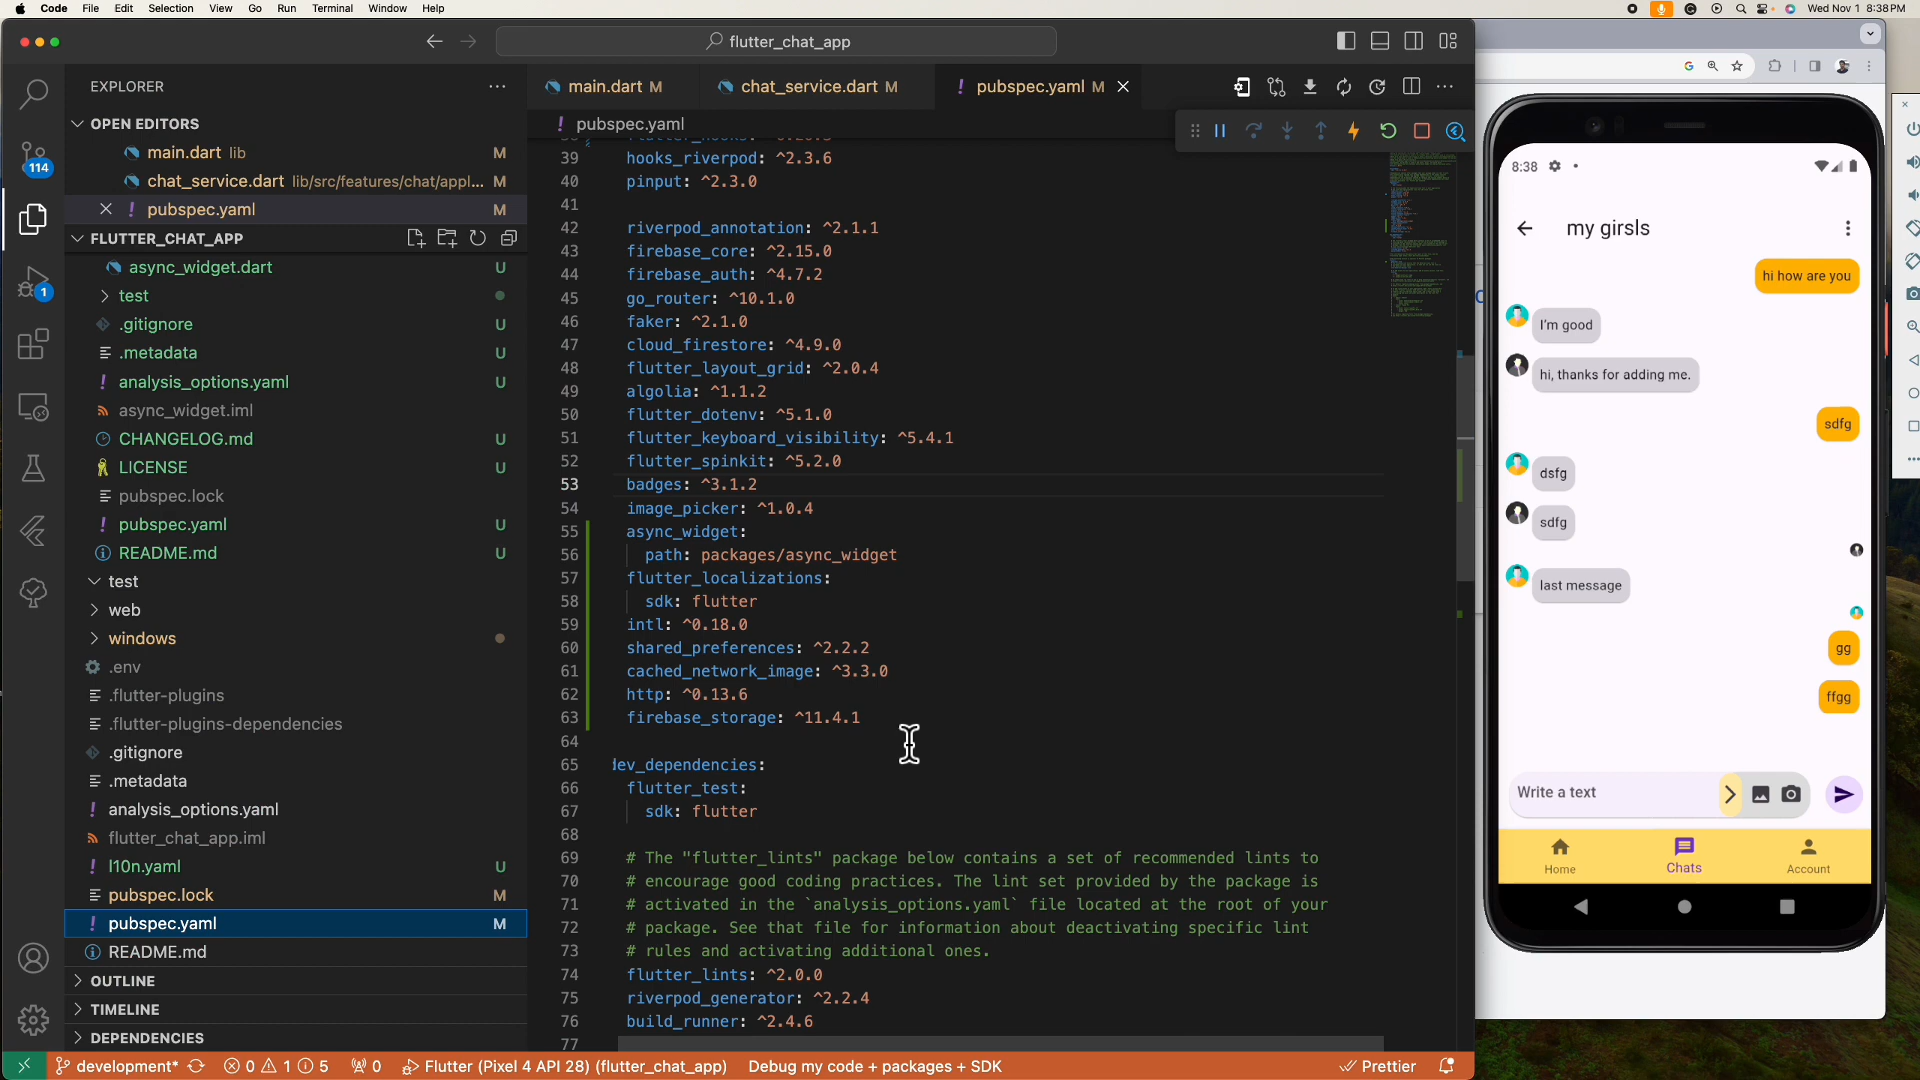 Code File Edit Selection View Go Run Terminal Window Help
Wed Nov 1 8:38 PM
flutter_chat_app
EXPLORER
main.dart M
chat_service.dart M
! pubspec.yaml M
OPEN EDITORS
! pubspec.yaml
main.dart lib M
chat_service.dart lib/src/features/chat/appl... M
! pubspec.yaml M
FLUTTER_CHAT_APP
async_widget.dart U
test
.gitignore U
.metadata U
! analysis_options.yaml U
async_widget.iml
CHANGELOG.md U
LICENSE U
pubspec.lock
! pubspec.yaml U
README.md U
test
web
windows
.env
.flutter-plugins
.flutter-plugins-dependencies
.gitignore
.metadata
! analysis_options.yaml
flutter_chat_app.iml
! l10n.yaml U
pubspec.lock M
! pubspec.yaml M
README.md
OUTLINE
TIMELINE
DEPENDENCIES
114
1
39 hooks_riverpod: ^2.3.6
40 pinput: ^2.3.0
41
42 riverpod_annotation: ^2.1.1
43 firebase_core: ^2.15.0
44 firebase_auth: ^4.7.2
45 go_router: ^10.1.0
46 faker: ^2.1.0
47 cloud_firestore: ^4.9.0
48 flutter_layout_grid: ^2.0.4
49 algolia: ^1.1.2
50 flutter_dotenv: ^5.1.0
51 flutter_keyboard_visibility: ^5.4.1
52 flutter_spinkit: ^5.2.0
53 badges: ^3.1.2
54 image_picker: ^1.0.4
55 async_widget:
56 path: packages/async_widget
57 flutter_localizations:
58 sdk: flutter
59 intl: ^0.18.0
60 shared_preferences: ^2.2.2
61 cached_network_image: ^3.3.0
62 http: ^0.13.6
63 firebase_storage: ^11.4.1
64
65 dev_dependencies:
66 flutter_test:
67 sdk: flutter
68
69 # The "flutter_lints" package below contains a set of recommended lints to
70 # encourage good coding practices. The lint set provided by the package is
71 # activated in the `analysis_options.yaml` file located at the root of your
72 # package. See that file for information about deactivating specific lint
73 # rules and activating additional ones.
74 flutter_lints: ^2.0.0
75 riverpod_generator: ^2.2.4
76 build_runner: ^2.4.6
77
development* 0 1 5 0 Flutter (Pixel 4 API 28) (flutter_chat_app) Debug my code + packages + SDK Prettier
8:38
my girsls
hi how are you
I'm good
hi, thanks for adding me.
sdfg
dsfg
sdfg
last message
gg
ffgg
Write a text
Home Chats Account